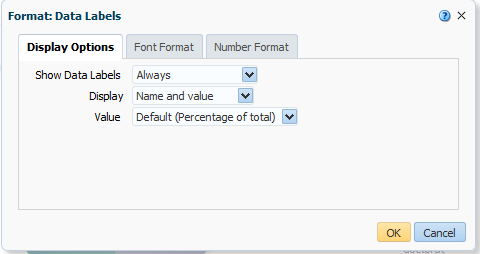 Format: Data Labels
Display Options Font Format Number Format
Show Data Labels Always
Display Name and value
Value Default (Percentage of total)
OK Cancel